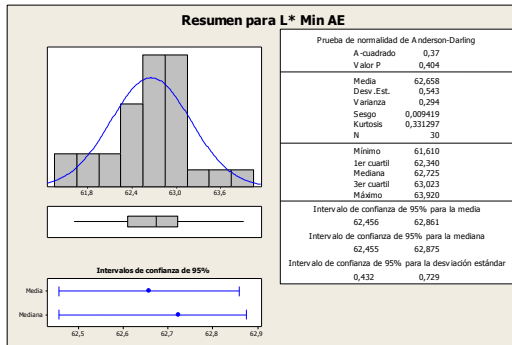 Resumen para L* Min AE
61,8 62,4 63,0 63,6
Intervalos de confianza de 95%
Media
Mediana
62,5 62,6 62,7 62,8 62,9
Prueba de normalidad de Anderson-Darling
A-cuadrado 0,37
Valor P 0,404
Media 62,658
Desv.Est. 0,543
Varianza 0,294
Sesgo 0,009419
Kurtosis 0,331297
N 30
Mínimo 61,610
1er cuartil 62,340
Mediana 62,725
3er cuartil 63,023
Máximo 63,920
Intervalo de confianza de 95% para la media
62,456 62,861
Intervalo de confianza de 95% para la mediana
62,455 62,875
Intervalo de confianza de 95% para la desviación estándar
0,432 0,729